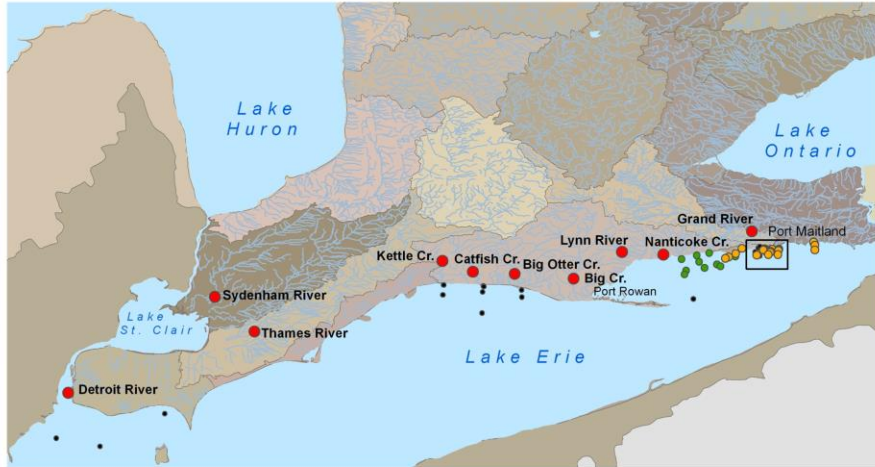 Lake
Huron
Lake
Ontario
Grand River
Port Maitland
Lynn River
Nanticoke Cr.
Kettle Cr.
Catfish Cr.
Big Otter Cr.
Big Cr.
Port Rowan
Sydenham River
Lake
St. Clair
Thames River
Lake Erie
Detroit River